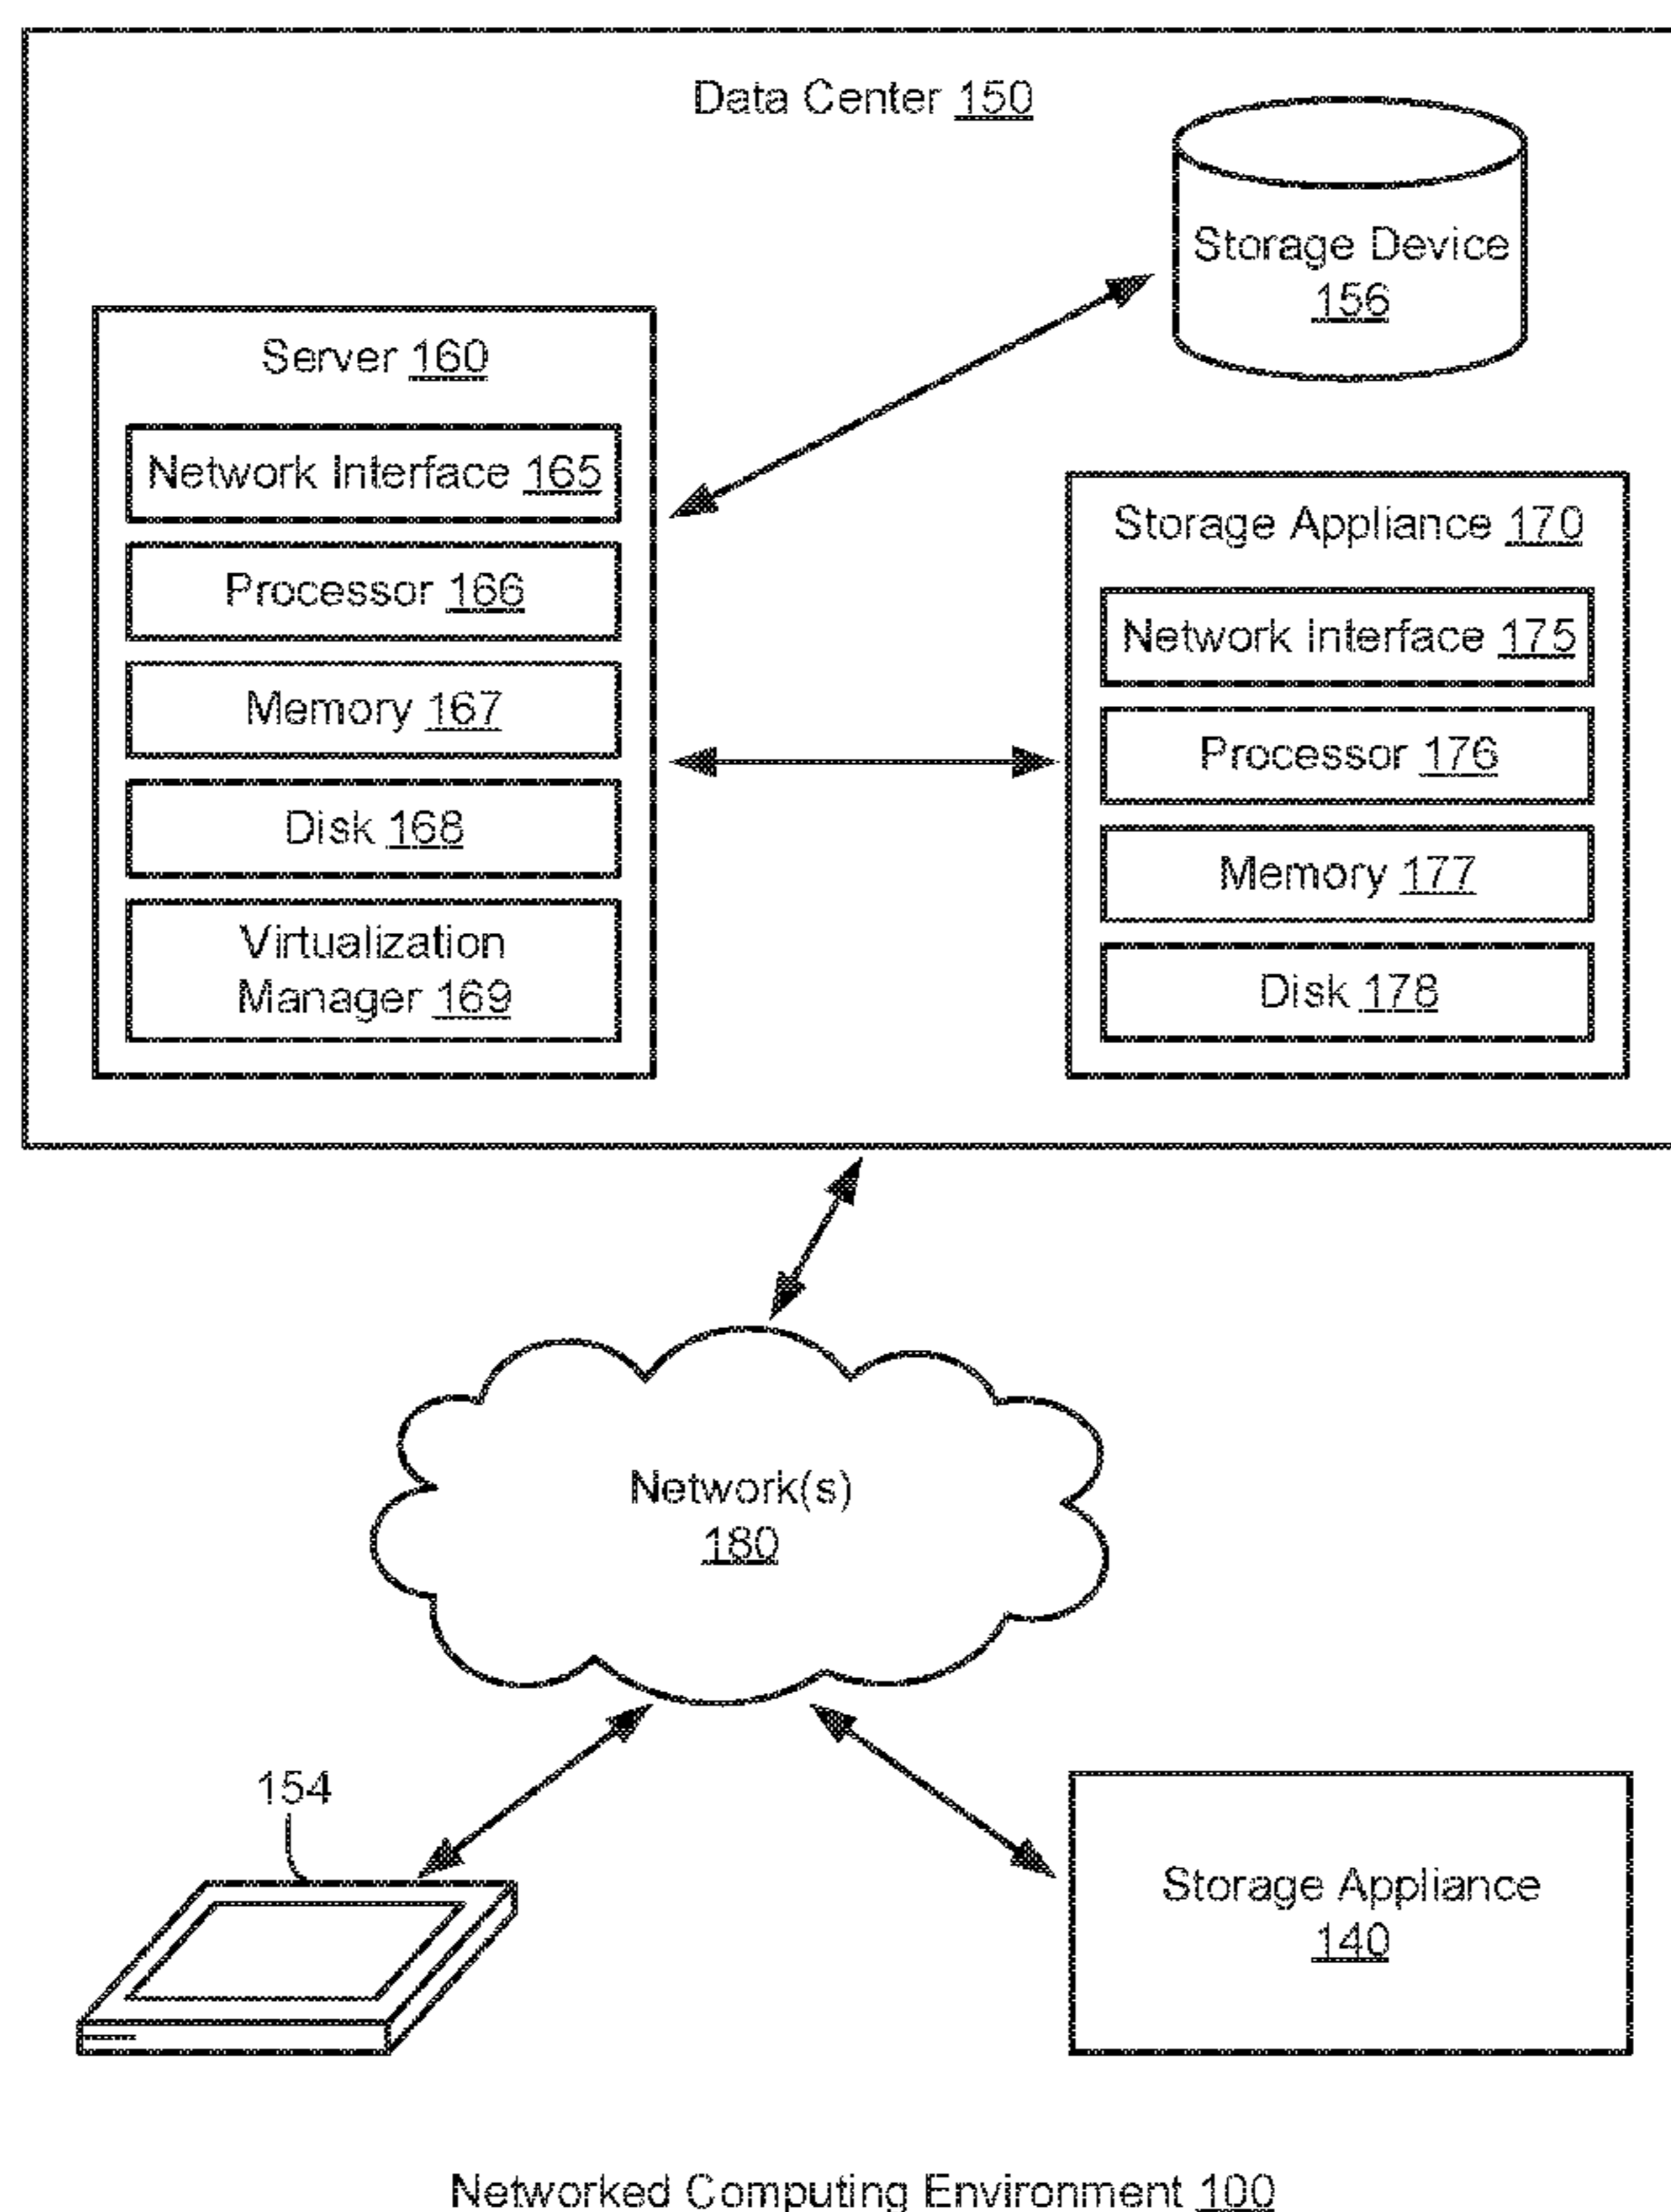 Data Center 150
Storage Device
156
Server 160
Network Interface 165
Processor 166
Memory 167
Disk 168
Virtualization
Manager 169
Storage Appliance 170
Network Interface 175
Processor 176
Memory 177
Disk 178
Network(s)
180
154
Storage Appliance
140
Networked Computing Environment 100